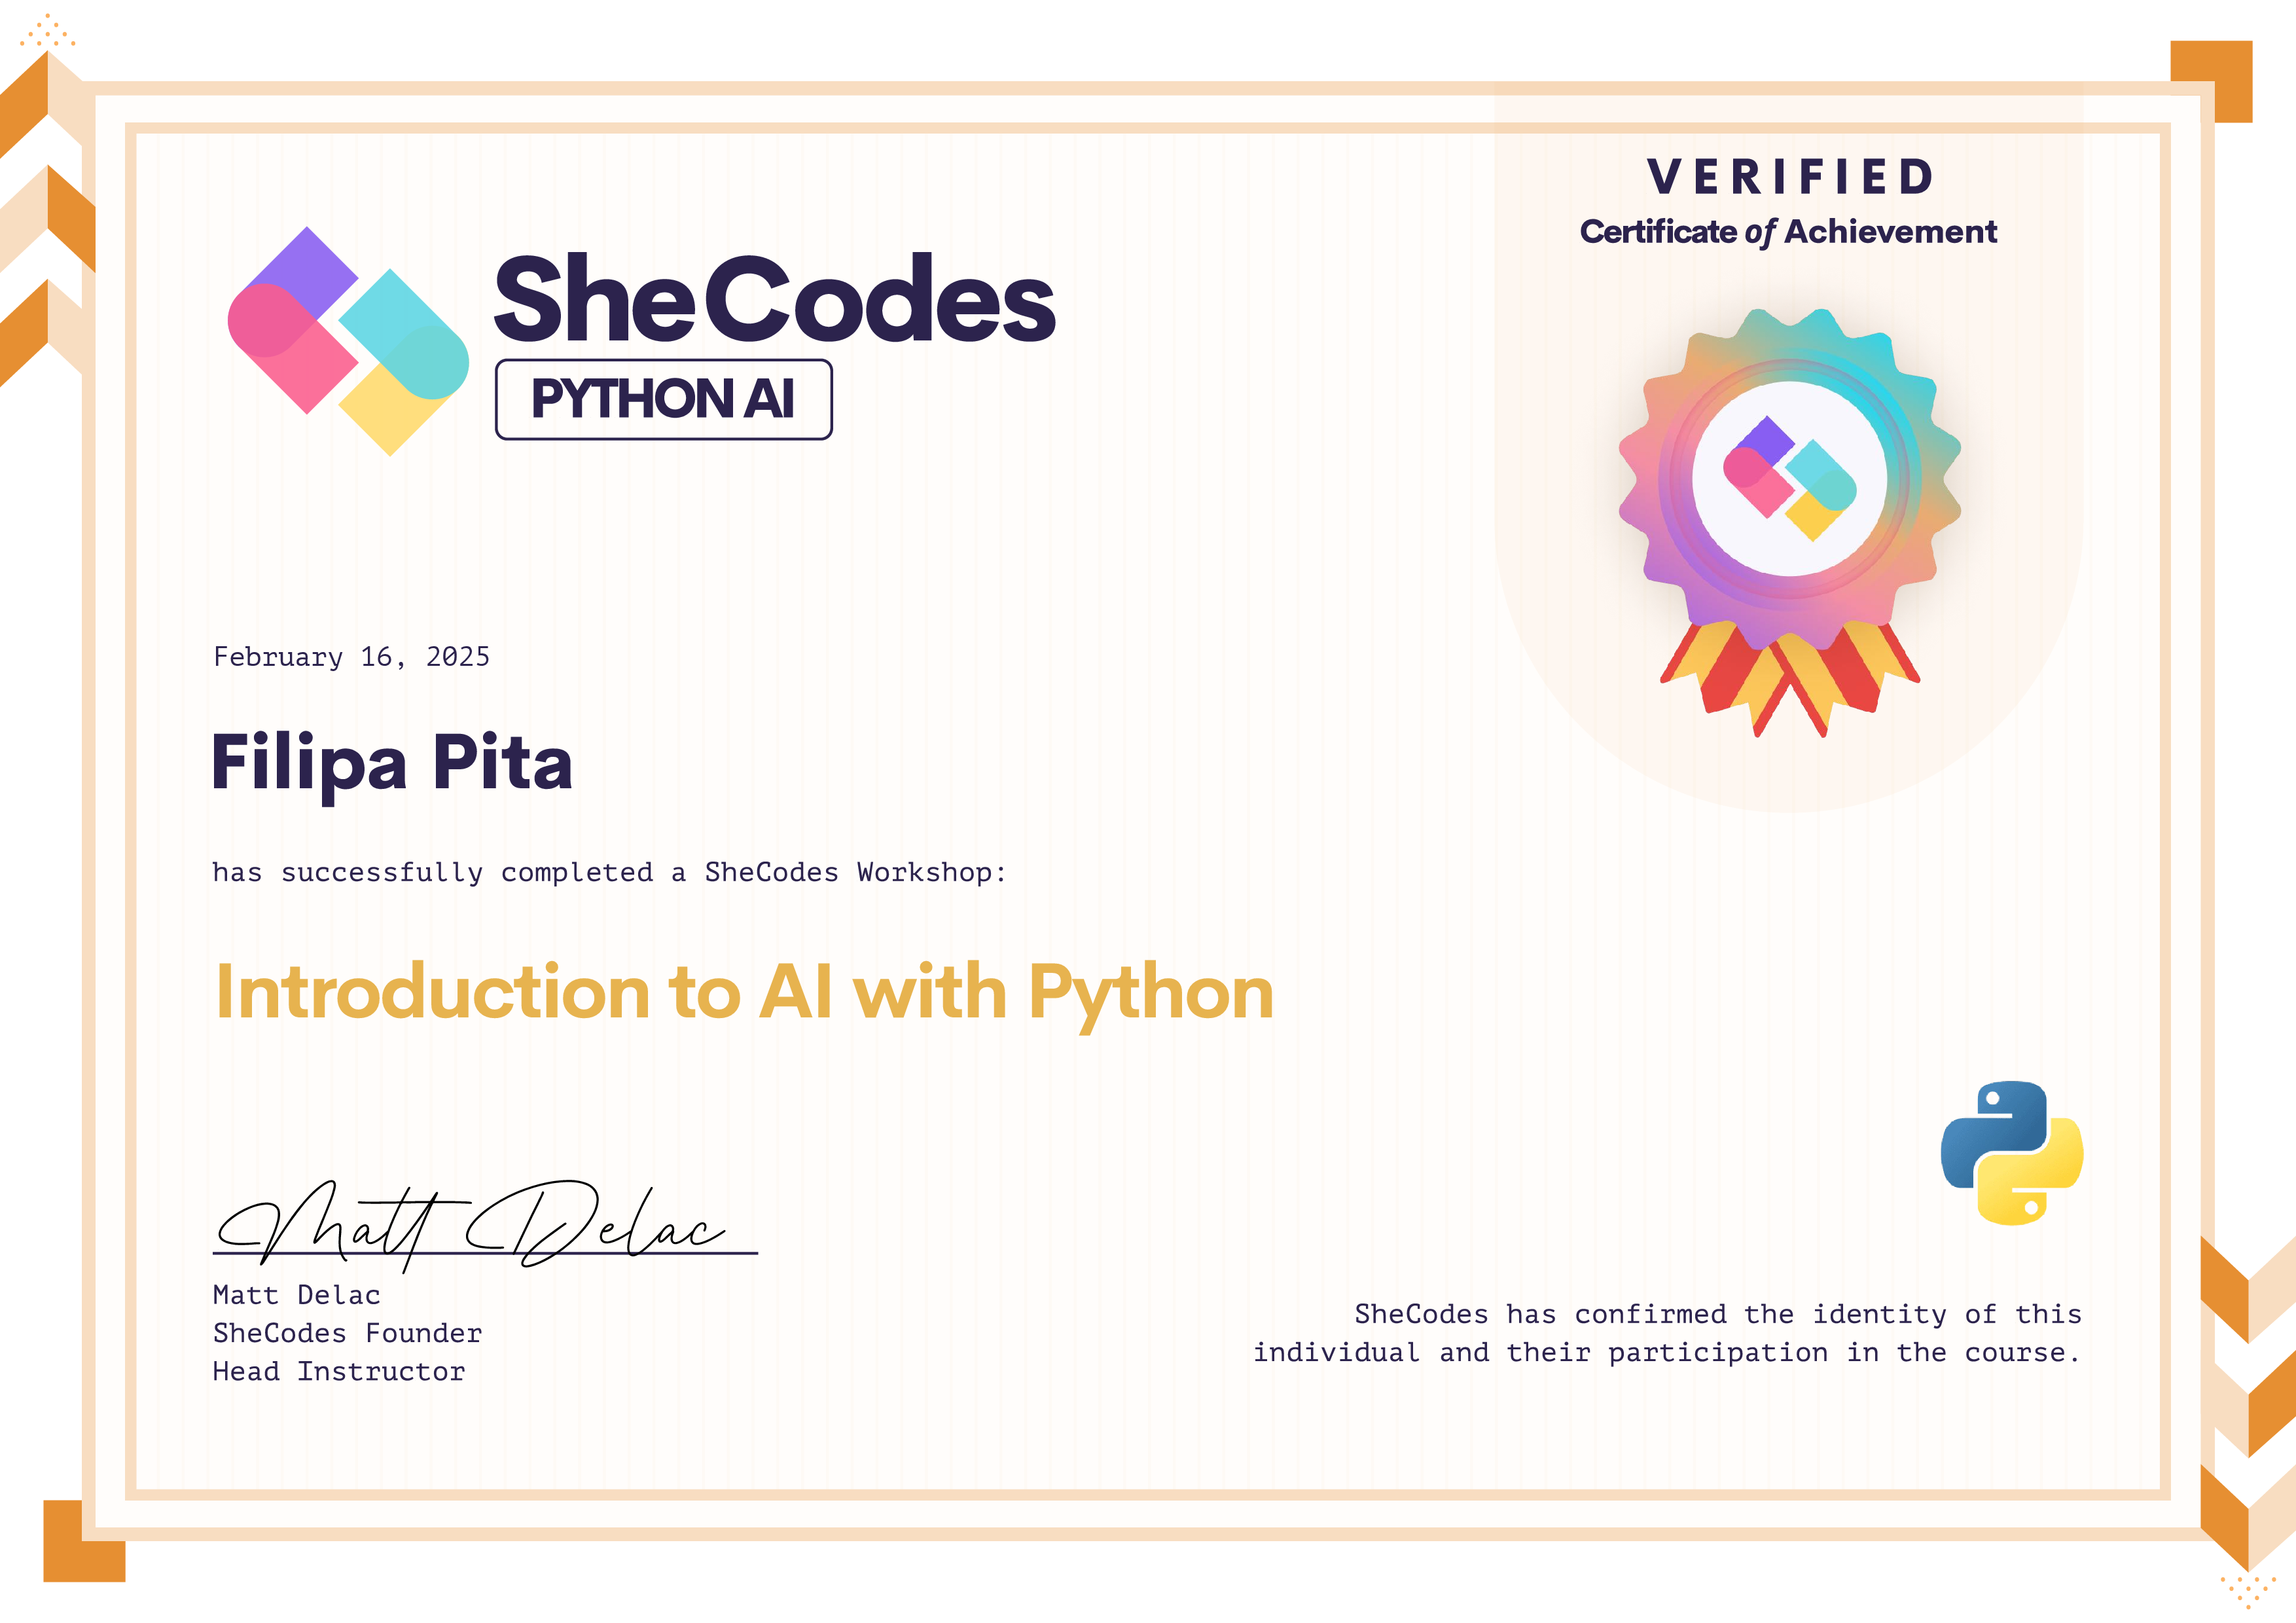 VERIFIED
Certificate of Achievement
SheCodes
PYTHON AI
February 16, 2025
Filipa Pita
has successfully completed a SheCodes Workshop:
Introduction to AI with Python
Matt Delac
Matt Delac
SheCodes Founder
Head Instructor
SheCodes has confirmed the identity of this
individual and their participation in the course.